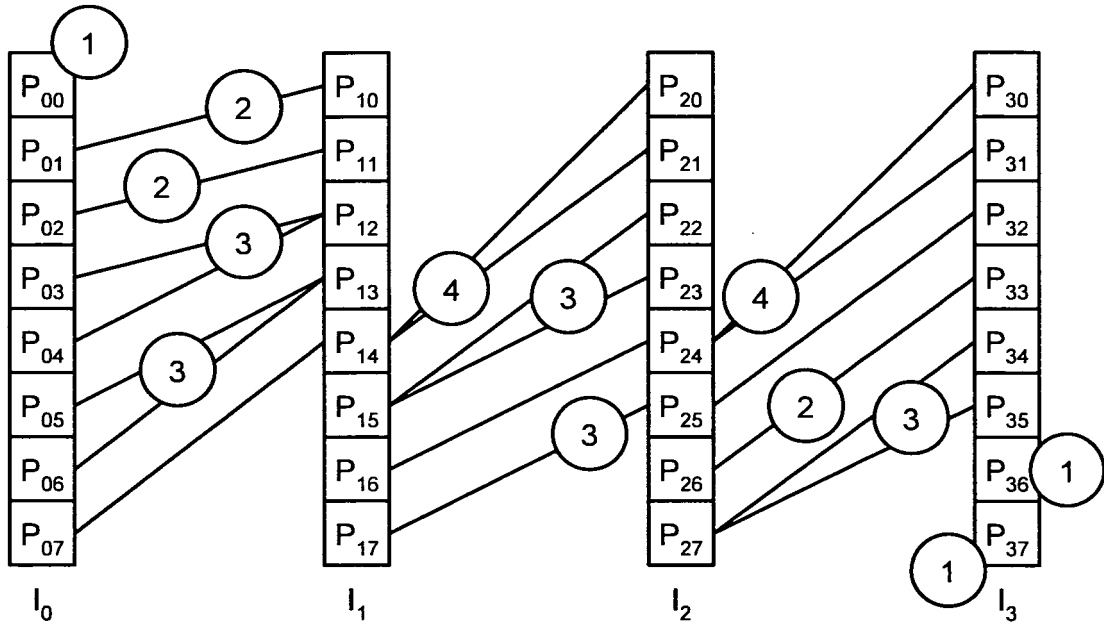 1
P00 P10 P20 P30
2
P01 P11 P21 P31
2
P02 P12 P22 P32
3
P03 P13 P23 P33
4 3 4
P04 P14 P24 P34
3
P05 P15 P25 P35
3 2 3
P06 P16 P26 P36 1
P07 P17 P27 P37
1
I0 I1 I2 I3